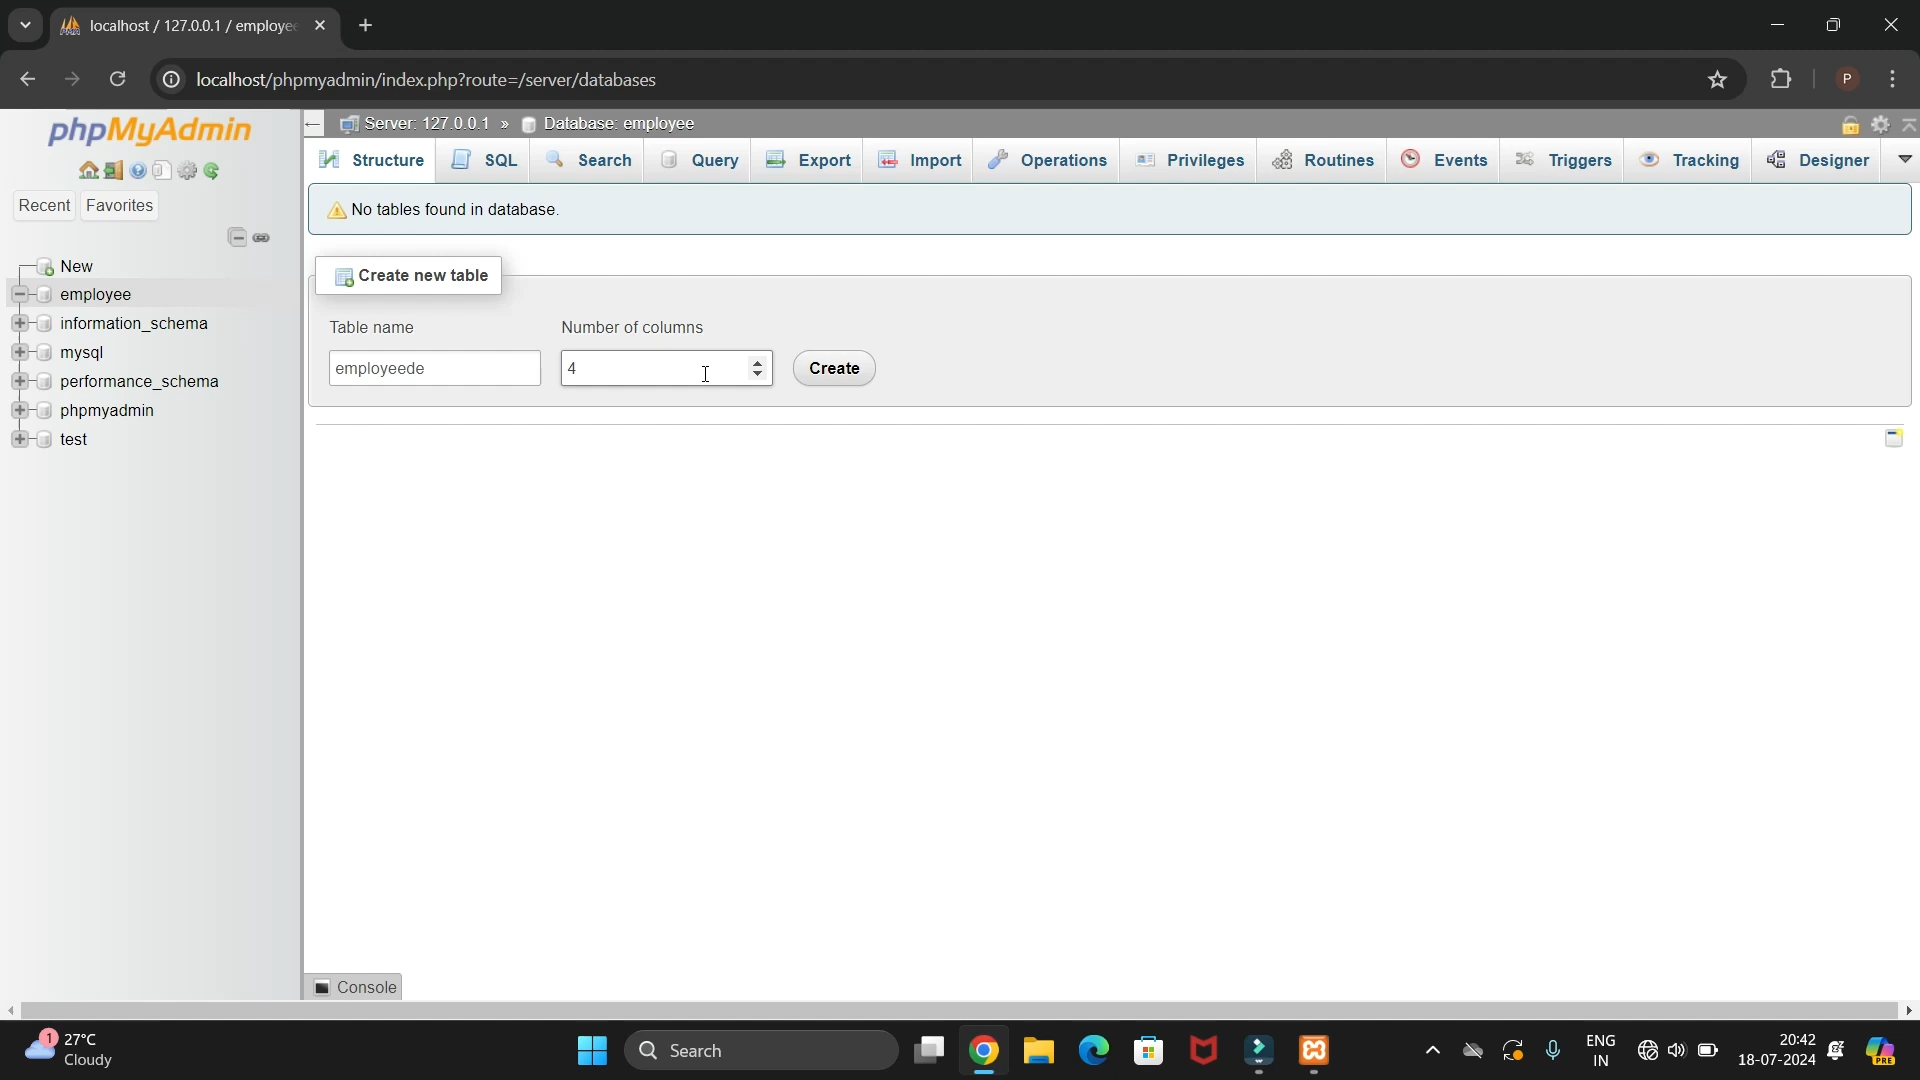 localhost / 127.0.0.1 / employee
localhost/phpmyadmin/index.php?route=/server/databases
P
phpMyAdmin
Recent
Favorites
New
employee
information_schema
mysql
performance_schema
phpmyadmin
test
Server: 127.0.0.1 » Database: employee
Structure
SQL
Search
Query
Export
Import
Operations
Privileges
Routines
Events
Triggers
Tracking
Designer
No tables found in database.
Create new table
Table name
Number of columns
employeede
4
Create
Console
1
27°C
Cloudy
Search
ENG
IN
20:42
18-07-2024
PRE